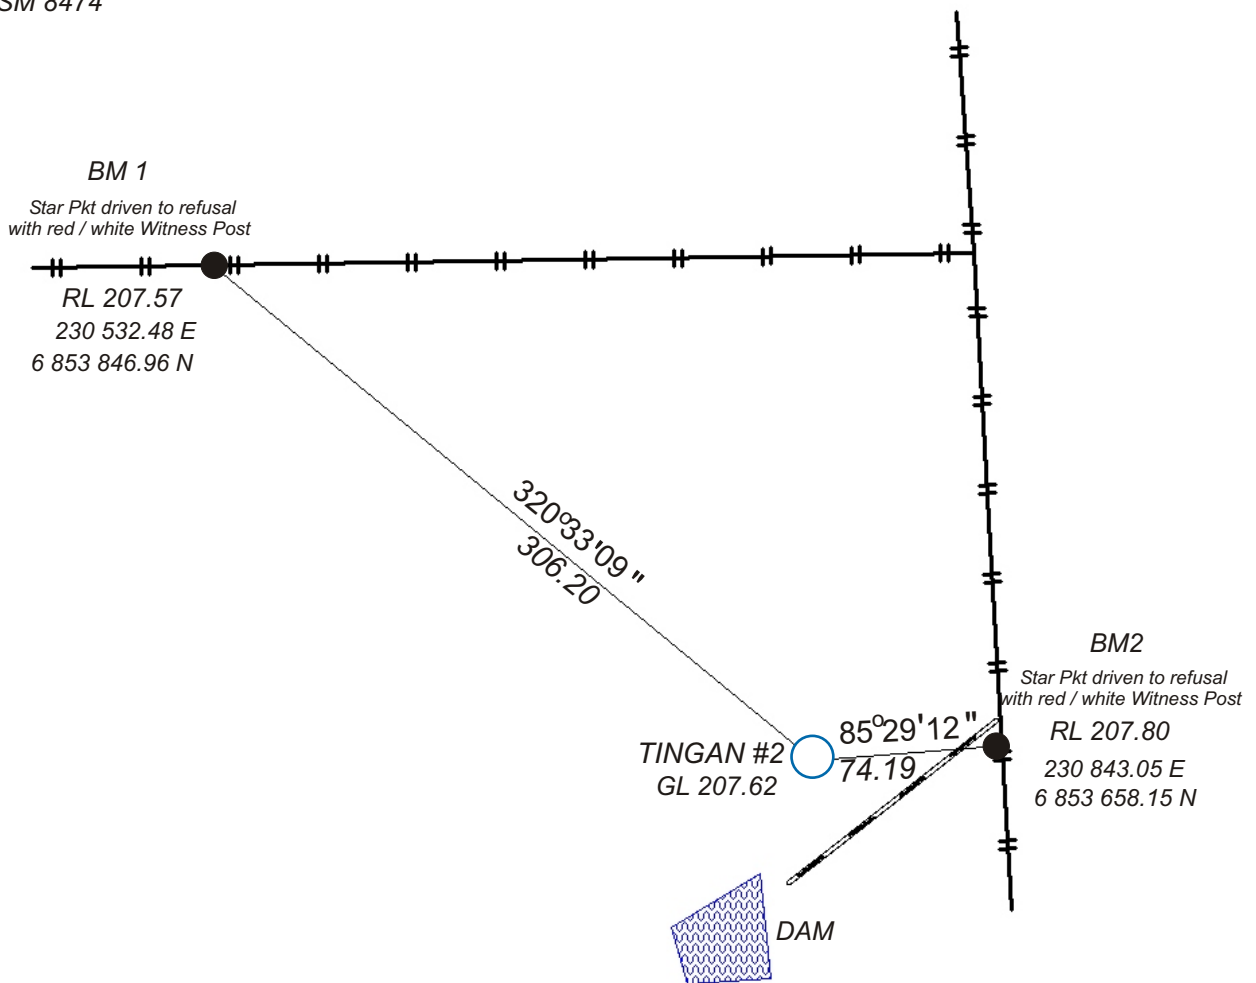 SM 8474
BM 1
Star Pkt driven to refusal
with red / white Witness Post
RL 207.57
230 532.48 E
6 853 846.96 N
320°33'09"
306.20
BM2
Star Pkt driven to refusal
with red / white Witness Post
RL 207.80
230 843.05 E
6 853 658.15 N
85°29'12"
74.19
TINGAN #2
GL 207.62
DAM